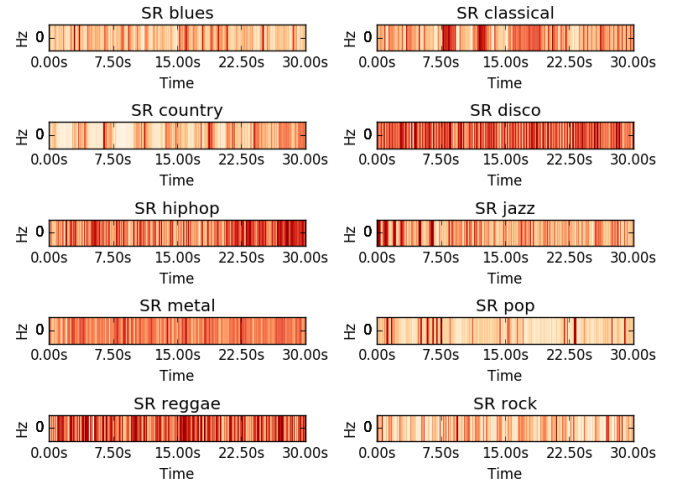 SR blues
Hz
0
0.00s 7.50s 15.00s 22.50s 30.00s
Time
SR classical
Hz
0
0.00s 7.50s 15.00s 22.50s 30.00s
Time
SR country
Hz
0
0.00s 7.50s 15.00s 22.50s 30.00s
Time
SR disco
Hz
0
0.00s 7.50s 15.00s 22.50s 30.00s
Time
SR hiphop
Hz
0
0.00s 7.50s 15.00s 22.50s 30.00s
Time
SR jazz
Hz
0
0.00s 7.50s 15.00s 22.50s 30.00s
Time
SR metal
Hz
0
0.00s 7.50s 15.00s 22.50s 30.00s
Time
SR pop
Hz
0
0.00s 7.50s 15.00s 22.50s 30.00s
Time
SR reggae
Hz
0
0.00s 7.50s 15.00s 22.50s 30.00s
Time
SR rock
Hz
0
0.00s 7.50s 15.00s 22.50s 30.00s
Time